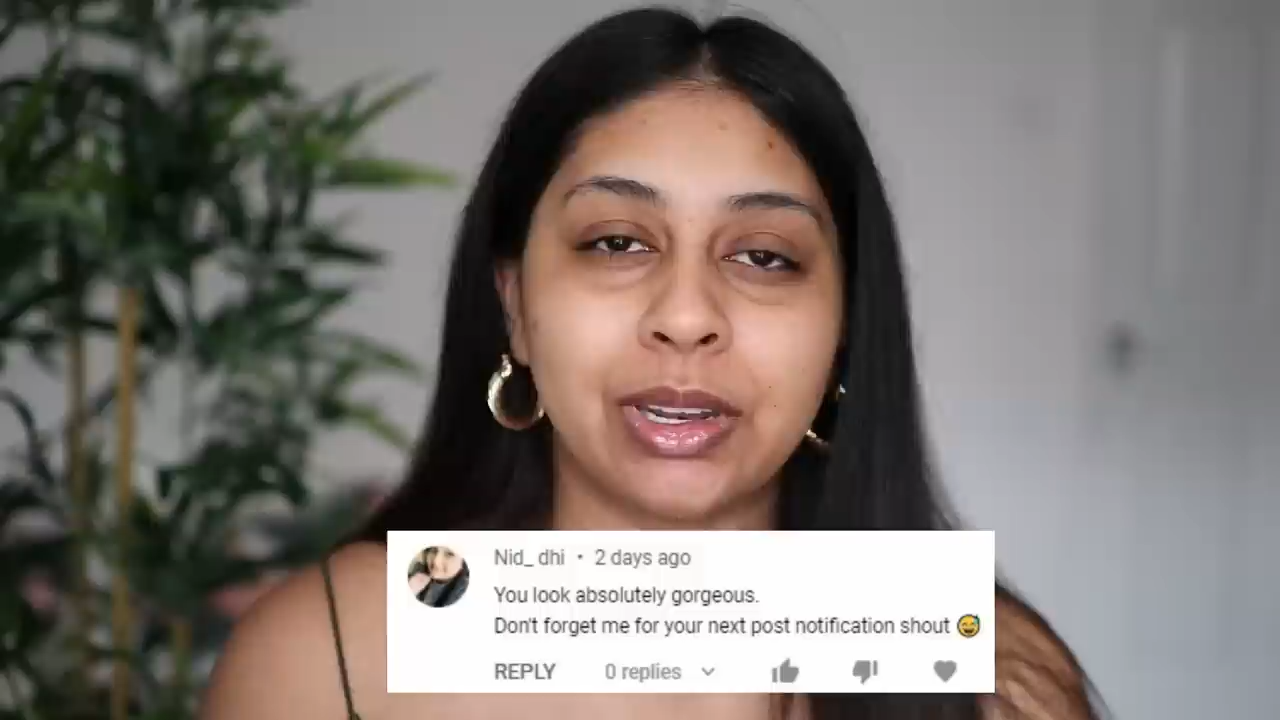 Nid_ dhi • 2 days ago
You look absolutely gorgeous.
Don't forget me for your next post notification shout 😅
REPLY 0 replies